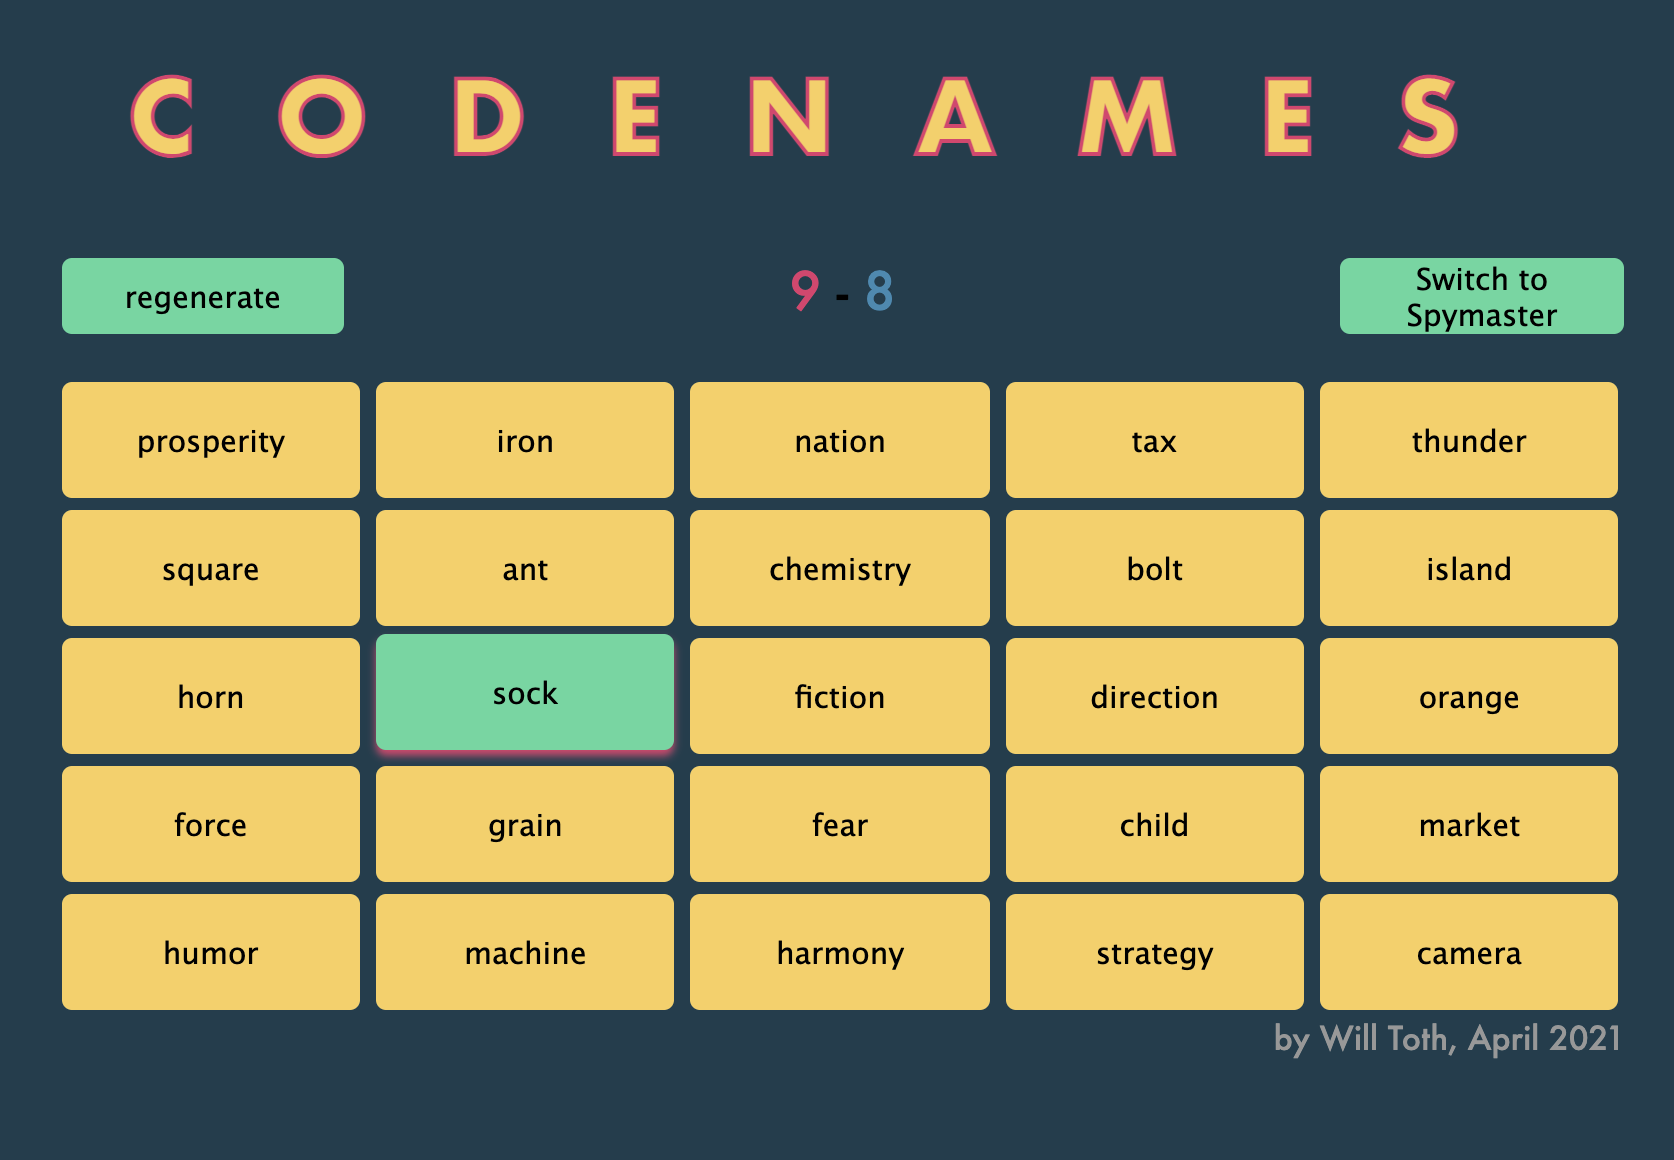 CODENAMES
regenerate
9 - 8
Switch to
Spymaster
prosperity
iron
nation
tax
thunder
square
ant
chemistry
bolt
island
horn
sock
fiction
direction
orange
force
grain
fear
child
market
humor
machine
harmony
strategy
camera
by Will Toth, April 2021